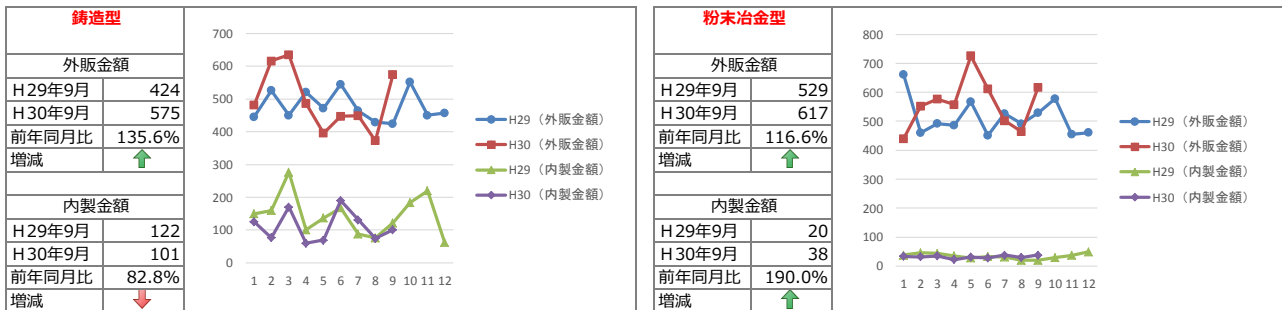 鋳造型
外販金額
H29年9月 424
H30年9月 575
前年同月比 135.6%
増減
内製金額
H29年9月 122
H30年9月 101
前年同月比 82.8%
増減
700
600
500
400
300
200
100
0
1 2 3 4 5 6 7 8 9 10 11 12
H29（外販金額）
H30（外販金額）
H29（内製金額）
H30（内製金額）
粉末冶金型
外販金額
H29年9月 529
H30年9月 617
前年同月比 116.6%
増減
内製金額
H29年9月 20
H30年9月 38
前年同月比 190.0%
増減
800
700
600
500
400
300
200
100
0
1 2 3 4 5 6 7 8 9 10 11 12
H29（外販金額）
H30（外販金額）
H29（内製金額）
H30（内製金額）